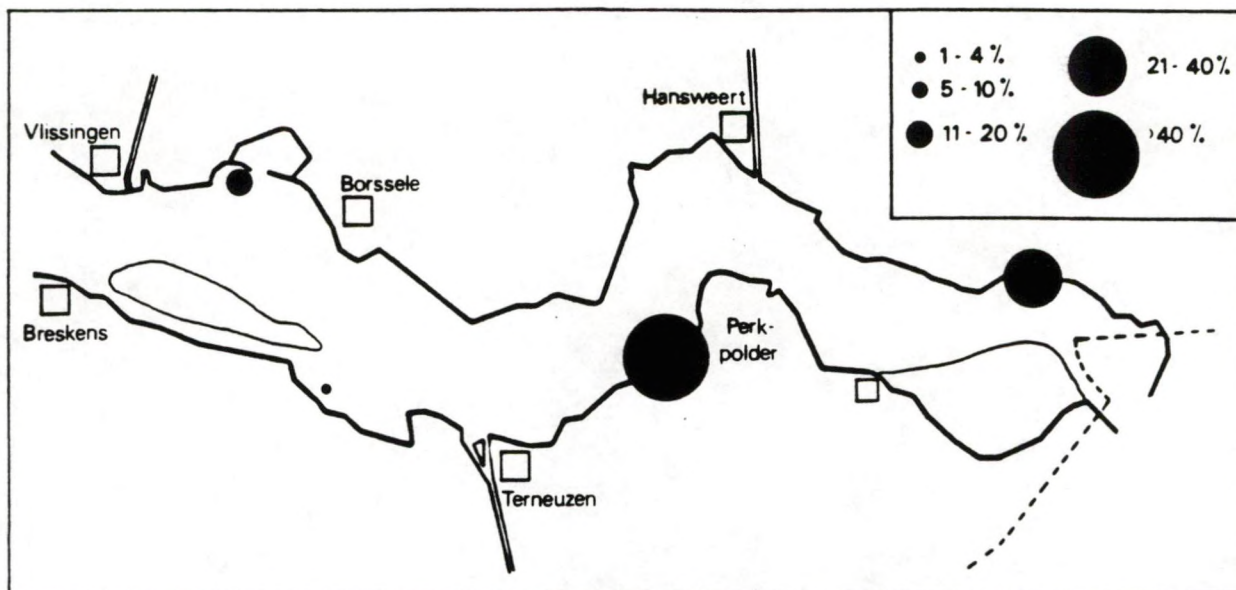 1 - 4 %
5 - 10 %
11 - 20 %
21 - 40%
>40 %
Vlissingen
Hansweert
Borssele
Breskens
Perk-
polder
Terneuzen